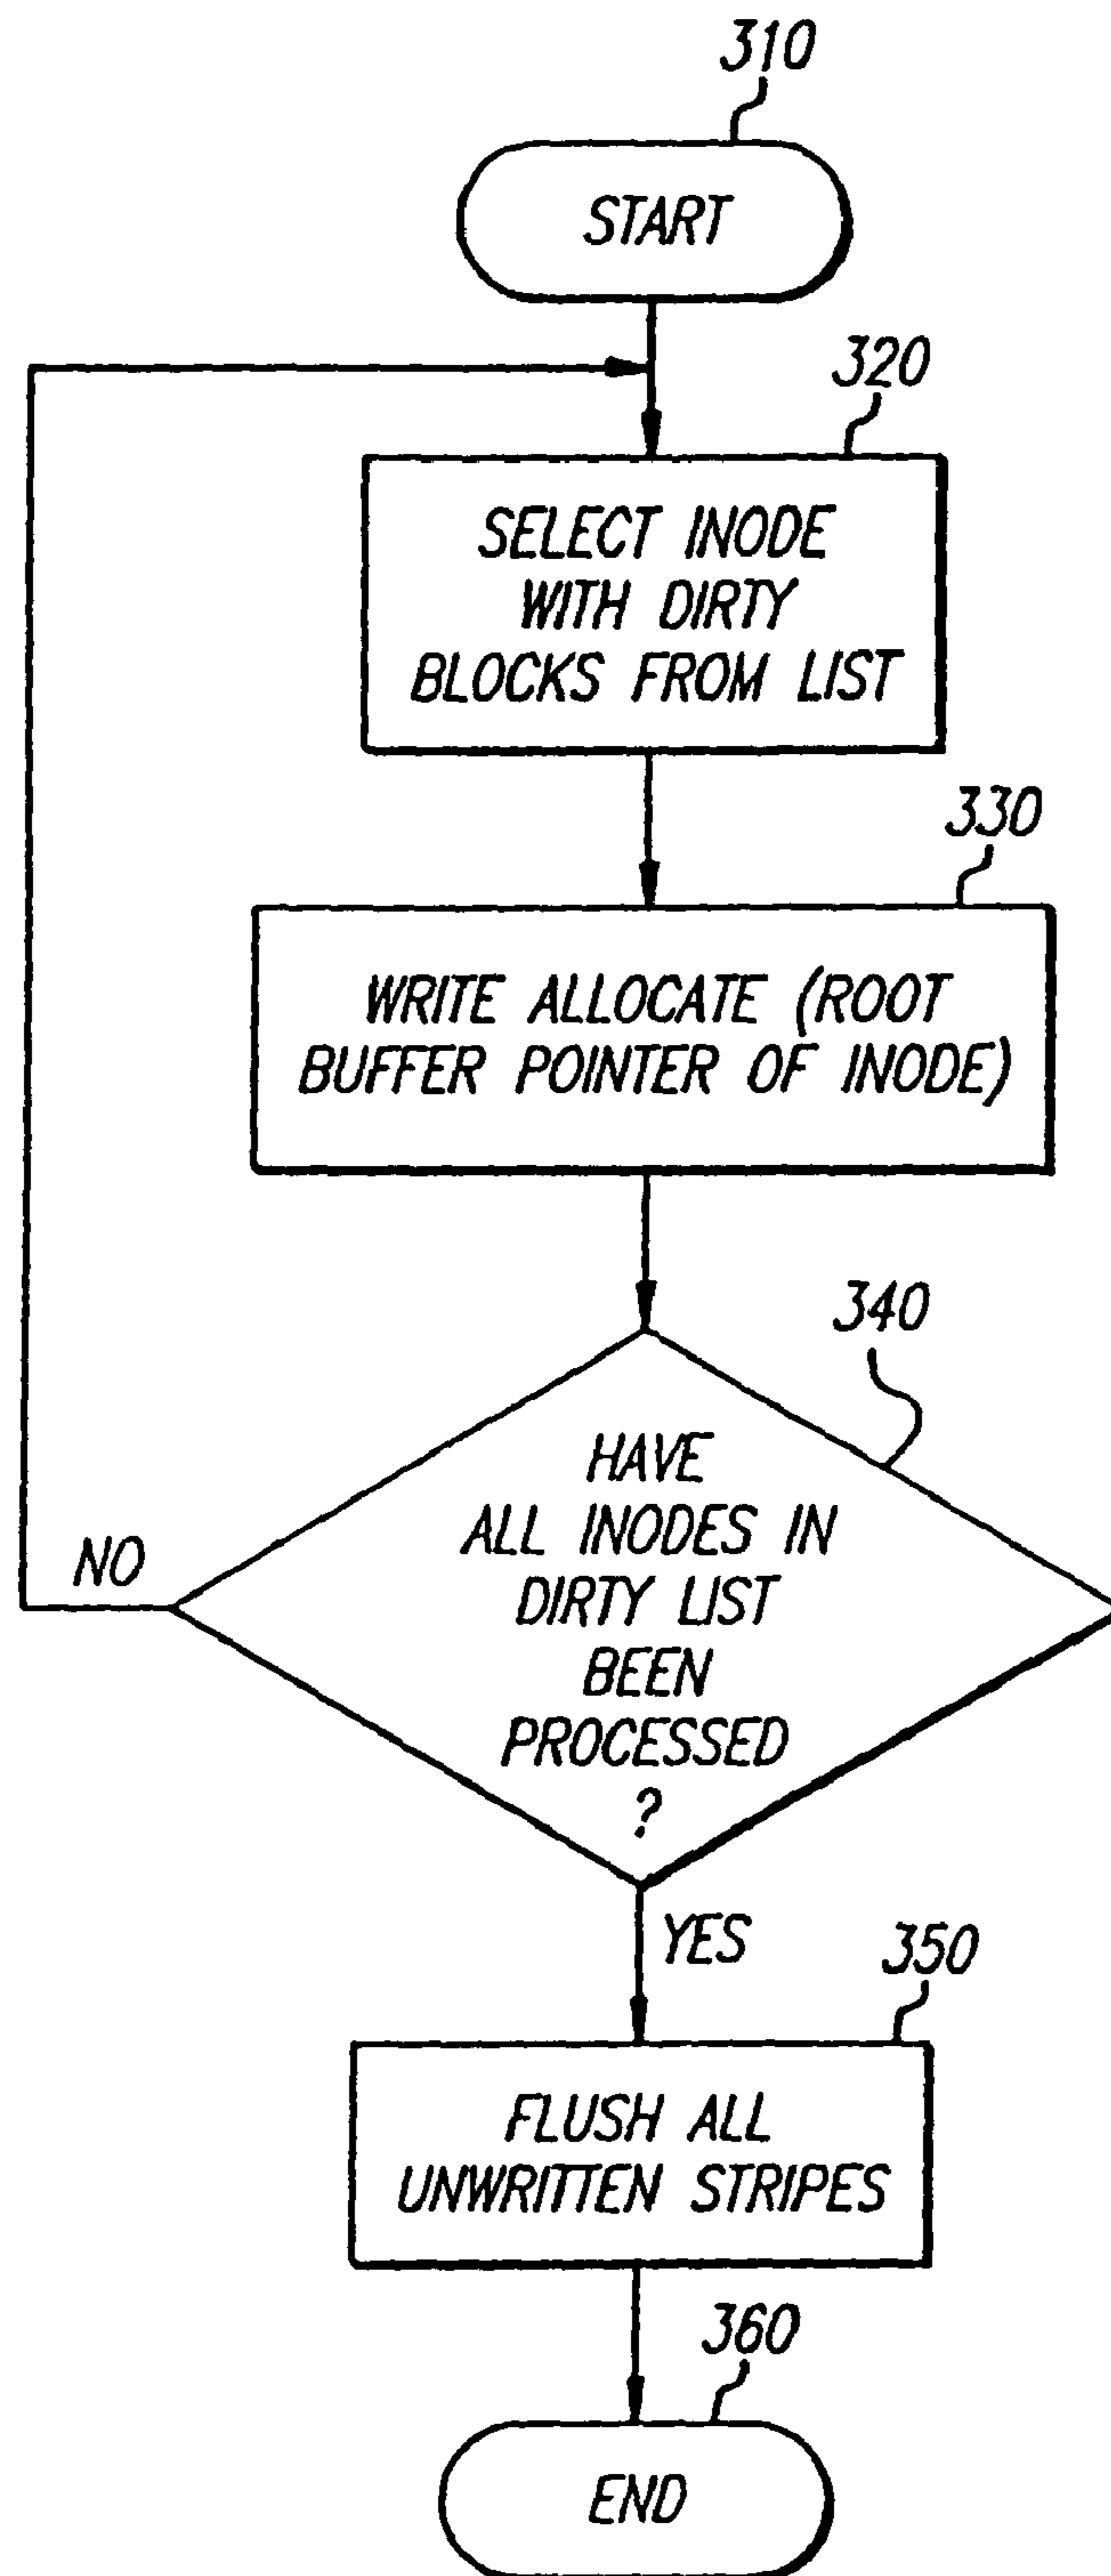 310
START
320
SELECT INODE
WITH DIRTY
BLOCKS FROM LIST
330
WRITE ALLOCATE (ROOT
BUFFER POINTER OF INODE)
340
HAVE
ALL INODES IN
DIRTY LIST
BEEN
PROCESSED
?
NO
YES
350
FLUSH ALL
UNWRITTEN STRIPES
360
END